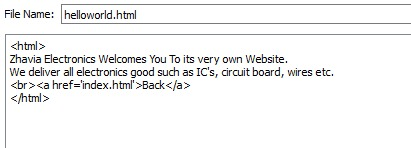 File Name: helloworld.html
<html>
Zhavia Electronics Welcomes You To its very own Website.
We deliver all electronics good such as IC's, circuit board, wires etc.
<br><a href='index.html'>Back</a>
</html>